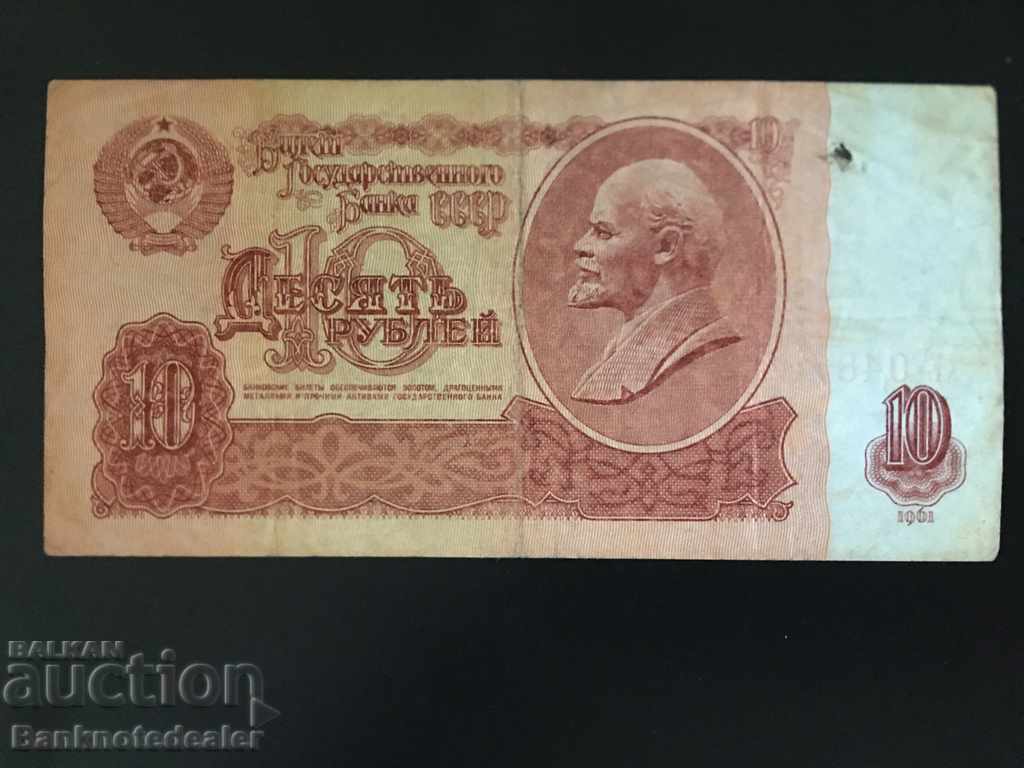 Билет
Государственного
Банка СССР
10
10
Десять
рублей
БАНКОВСКИЕ БИЛЕТЫ ОБЕСПЕЧИВАЮТСЯ ЗОЛОТОМ, ДРАГОЦЕННЫМИ
МЕТАЛЛАМИ И ПРОЧИМИ АКТИВАМИ ГОСУДАРСТВЕННОГО БАНКА
10
10
1961
BALKAN
auction
Banknotedealer